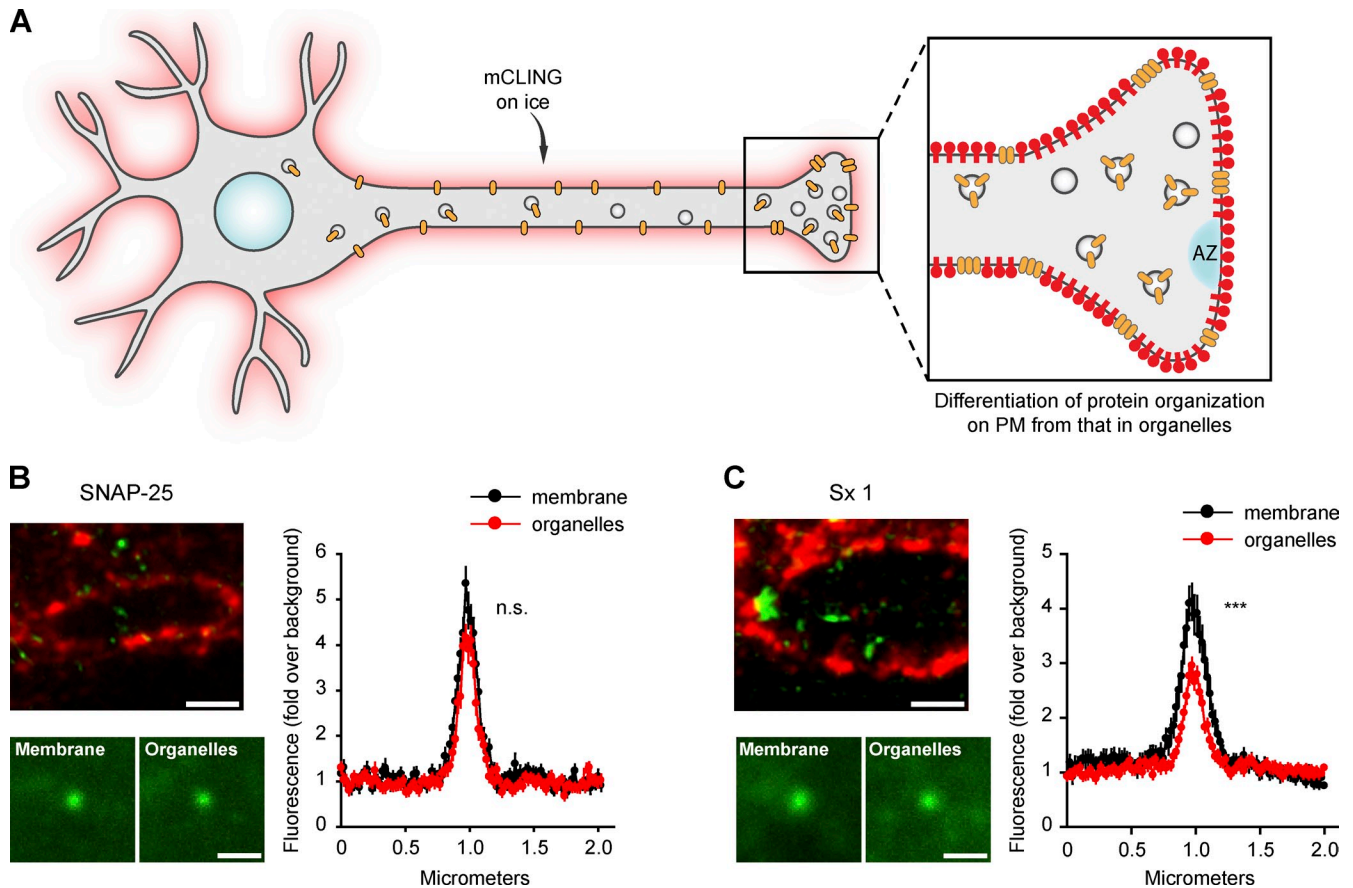 A
mCLING
on ice
AZ
Differentiation of protein organization
on PM from that in organelles
B
SNAP-25
membrane
organelles
Membrane
Organelles
Fluorescence (fold over background)
6
5
4
3
2
1
0
n.s.
0 0.5 1.0 1.5 2.0
Micrometers
C
Sx 1
membrane
organelles
Membrane
Organelles
Fluorescence (fold over background)
5
4
3
2
1
0
***
0 0.5 1.0 1.5 2.0
Micrometers